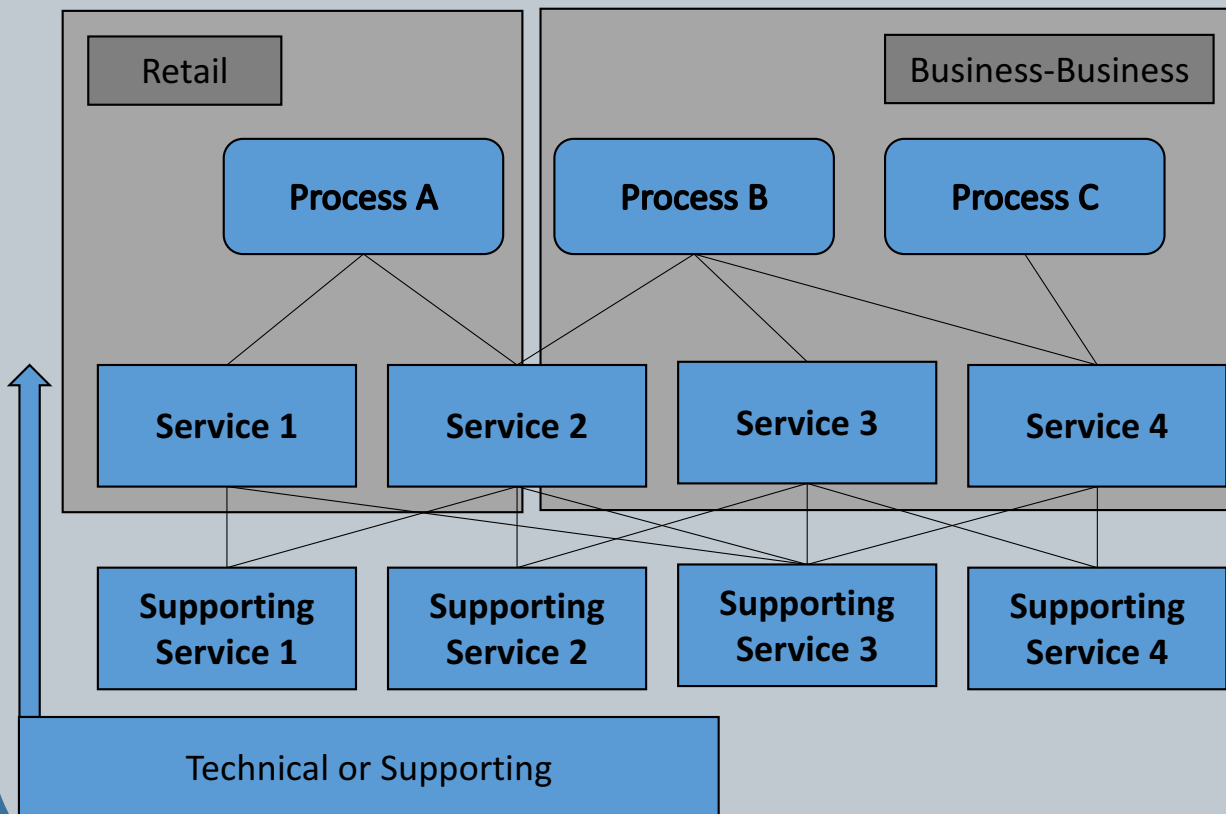 Retail
Business-Business
Process A
Process B
Process C
Service 1
Service 2
Service 3
Service 4
Supporting
Service 1
Supporting
Service 2
Supporting
Service 3
Supporting
Service 4
Technical or Supporting